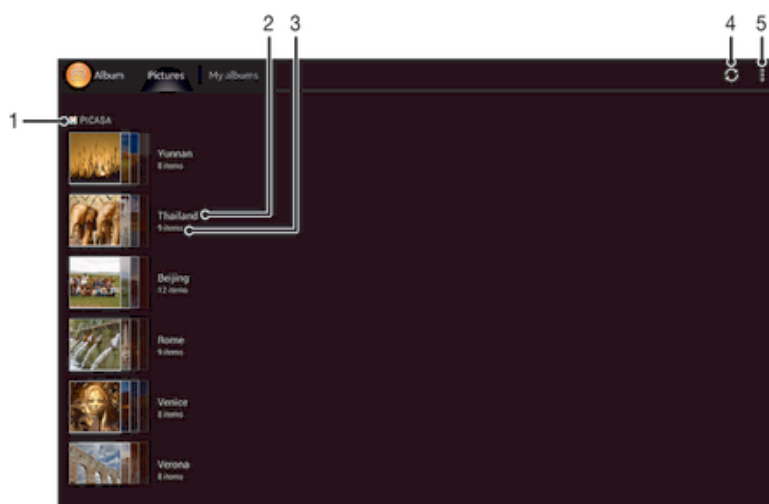 2 3 4 5
Album Pictures My albums
1 PICASA
Yunnan
8 items
Thailand
9 items
Beijing
12 items
Rome
9 items
Venice
8 items
Verona
8 items